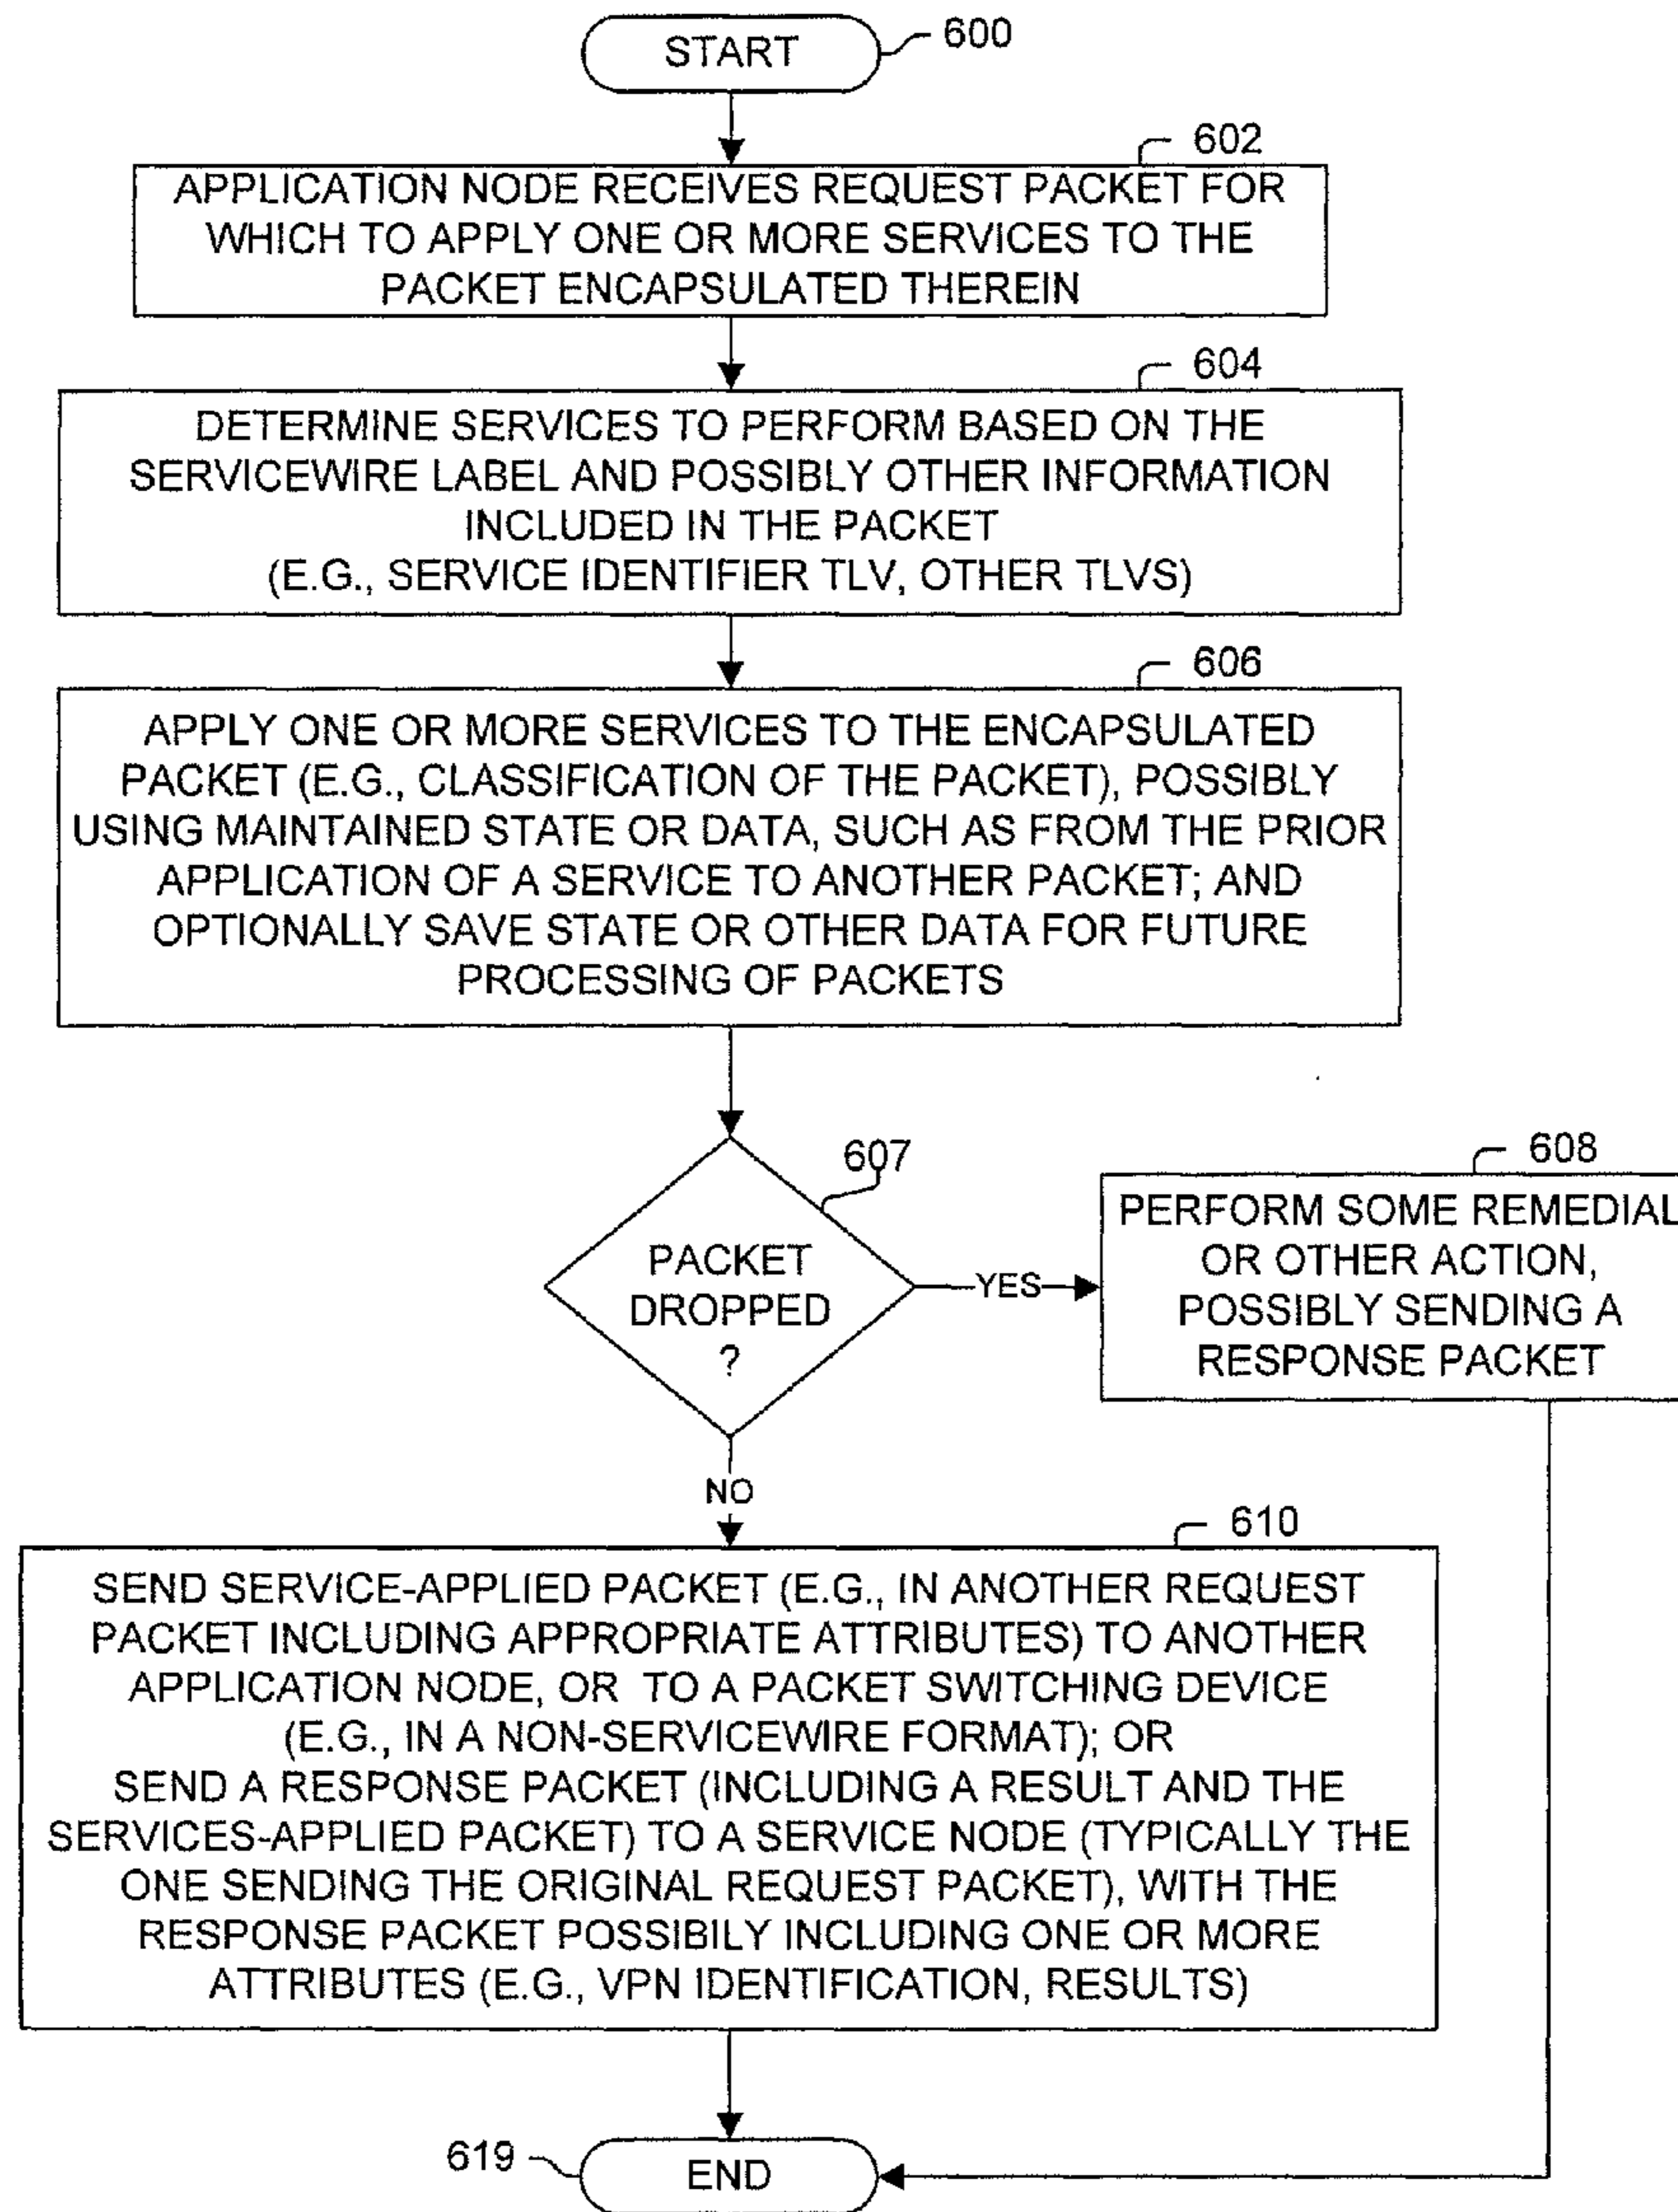 START
600
602
APPLICATION NODE RECEIVES REQUEST PACKET FOR
WHICH TO APPLY ONE OR MORE SERVICES TO THE
PACKET ENCAPSULATED THEREIN
604
DETERMINE SERVICES TO PERFORM BASED ON THE
SERVICEWIRE LABEL AND POSSIBLY OTHER INFORMATION
INCLUDED IN THE PACKET
(E.G., SERVICE IDENTIFIER TLV, OTHER TLVS)
606
APPLY ONE OR MORE SERVICES TO THE ENCAPSULATED
PACKET (E.G., CLASSIFICATION OF THE PACKET), POSSIBLY
USING MAINTAINED STATE OR DATA, SUCH AS FROM THE PRIOR
APPLICATION OF A SERVICE TO ANOTHER PACKET; AND
OPTIONALLY SAVE STATE OR OTHER DATA FOR FUTURE
PROCESSING OF PACKETS
607
PACKET
DROPPED
?
YES
608
PERFORM SOME REMEDIAL
OR OTHER ACTION,
POSSIBLY SENDING A
RESPONSE PACKET
NO
610
SEND SERVICE-APPLIED PACKET (E.G., IN ANOTHER REQUEST
PACKET INCLUDING APPROPRIATE ATTRIBUTES) TO ANOTHER
APPLICATION NODE, OR TO A PACKET SWITCHING DEVICE
(E.G., IN A NON-SERVICEWIRE FORMAT); OR
SEND A RESPONSE PACKET (INCLUDING A RESULT AND THE
SERVICES-APPLIED PACKET) TO A SERVICE NODE (TYPICALLY THE
ONE SENDING THE ORIGINAL REQUEST PACKET), WITH THE
RESPONSE PACKET POSSIBILY INCLUDING ONE OR MORE
ATTRIBUTES (E.G., VPN IDENTIFICATION, RESULTS)
619
END